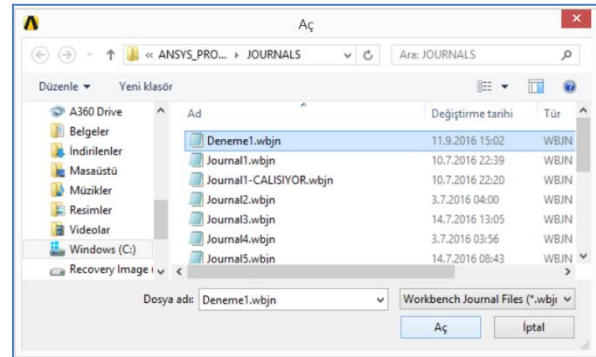 Aç
« ANSYS_PRO... JOURNALS Ara: JOURNALS
Düzenle Yeni klasör
A360 Drive
Belgeler
İndirilenler
Masaüstü
Müzikler
Resimler
Videolar
Windows (C:)
Recovery Image
Ad Değiştirme tarihi Tür
Deneme1.wbjn 11.9.2016 15:02 WBJN
Journal1.wbjn 10.7.2016 22:39 WBJN
Journal1-CALISIYOR.wbjn 10.7.2016 22:20 WBJN
Journal2.wbjn 3.7.2016 04:00 WBJN
Journal3.wbjn 14.7.2016 13:05 WBJN
Journal4.wbjn 3.7.2016 03:56 WBJN
Journal5.wbjn 14.7.2016 08:43 WBJN
Dosya adı: Deneme1.wbjn Workbench Journal Files (*.wbj
Aç İptal